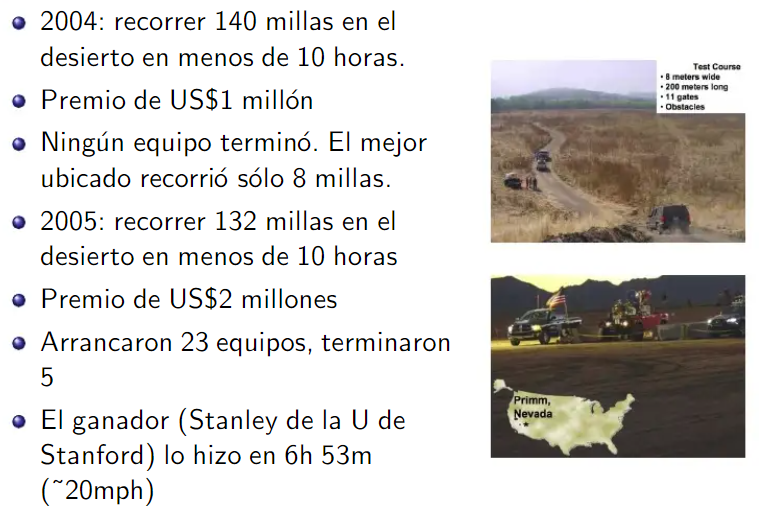 2004: recorrer 140 millas en el
desierto en menos de 10 horas.
Premio de US$1 millón
Ningún equipo terminó. El mejor
ubicado recorrió sólo 8 millas.
2005: recorrer 132 millas en el
desierto en menos de 10 horas
Premio de US$2 millones
Arrancaron 23 equipos, terminaron
5
El ganador (Stanley de la U de
Stanford) lo hizo en 6h 53m
(~20mph)
Test Course
• 8 meters wide
• 200 meters long
• 11 gates
• Obstacles
Primm,
Nevada